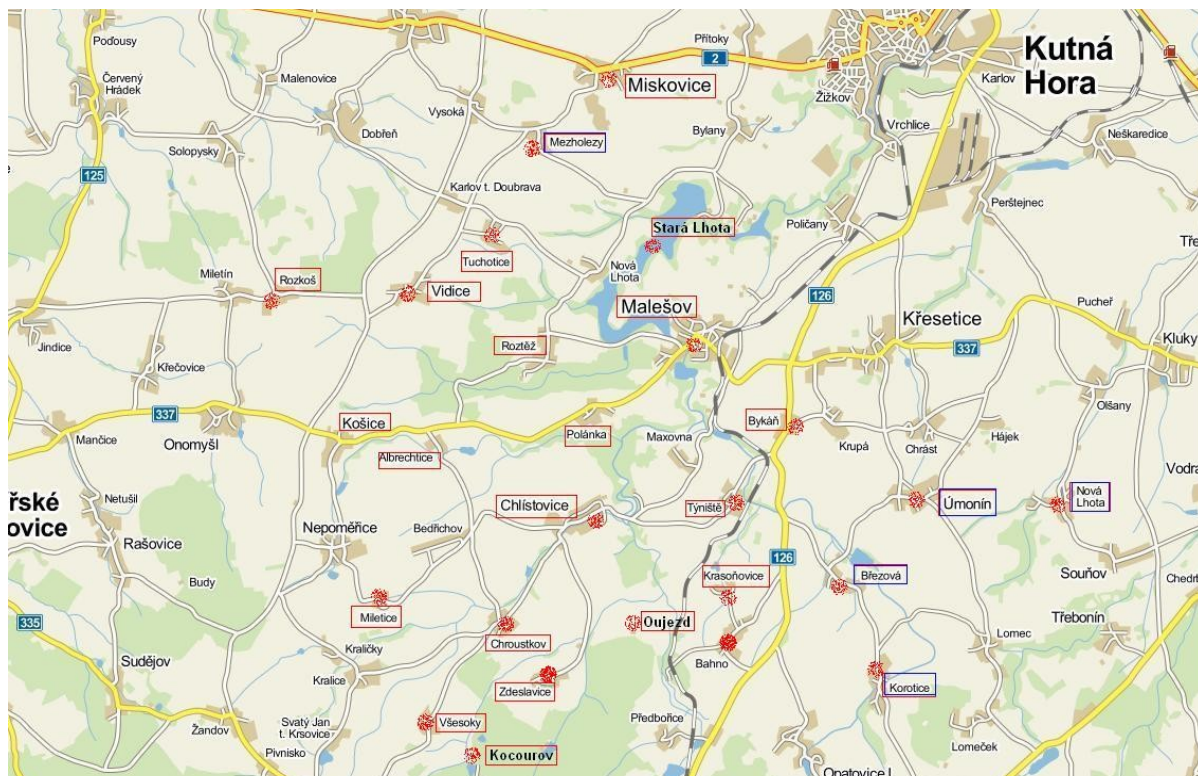 Poďousy
Přítoky
2
Kutná
Hora
Červený
Hrádek
Malenovice
Miskovice
Karlov
Žižkov
Vysoká
Dobřeň
Bylany
Vrchlice
Neškaredice
Solopysky
Mezholezy
125
Karlov t. Doubrava
Perštejnec
Stará Lhota
Poličany
Tuchotice
Nová
Lhota
Miletín
Rozkoš
Vidice
126
Malešov
Pucheř
Křesetice
Jindice
Roztěž
337
Kluky
Křečovice
Olšany
337
Košice
Bykáň
Mančice
Onomyšl
Polánka
Maxovna
Krupá
Chrást
Hájek
Albrechtice
Vodra
Netušil
řské
ovice
Chlístovice
Týniště
Úmonín
Nová
Lhota
Nepoměřice
Bedřichov
Rašovice
126
Budy
Krasoňovice
Březová
Souňov
Chedrb
Miletice
335
Oujezd
Třebonín
Chroustkov
Kraličky
Lomec
Sudějov
Bahno
Kralice
Zdeslavice
Korotice
Žandov
Svatý Jan
t. Krsovice
Všesoky
Předbořice
Pivnisko
Kocourov
Lomeček
Opatovice I